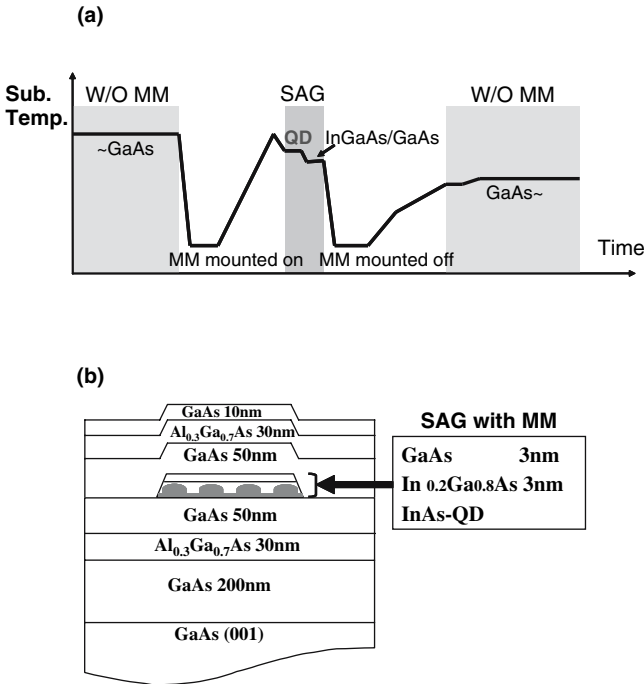 (a)
Sub. Temp.
W/O MM
SAG
W/O MM
QD
InGaAs/GaAs
~GaAs
GaAs~
MM mounted on
MM mounted off
Time
(b)
GaAs 10nm
Al0.3Ga0.7As 30nm
GaAs 50nm
GaAs 50nm
Al0.3Ga0.7As 30nm
GaAs 200nm
GaAs (001)
SAG with MM
GaAs 3nm
In 0.2Ga0.8As 3nm
InAs-QD